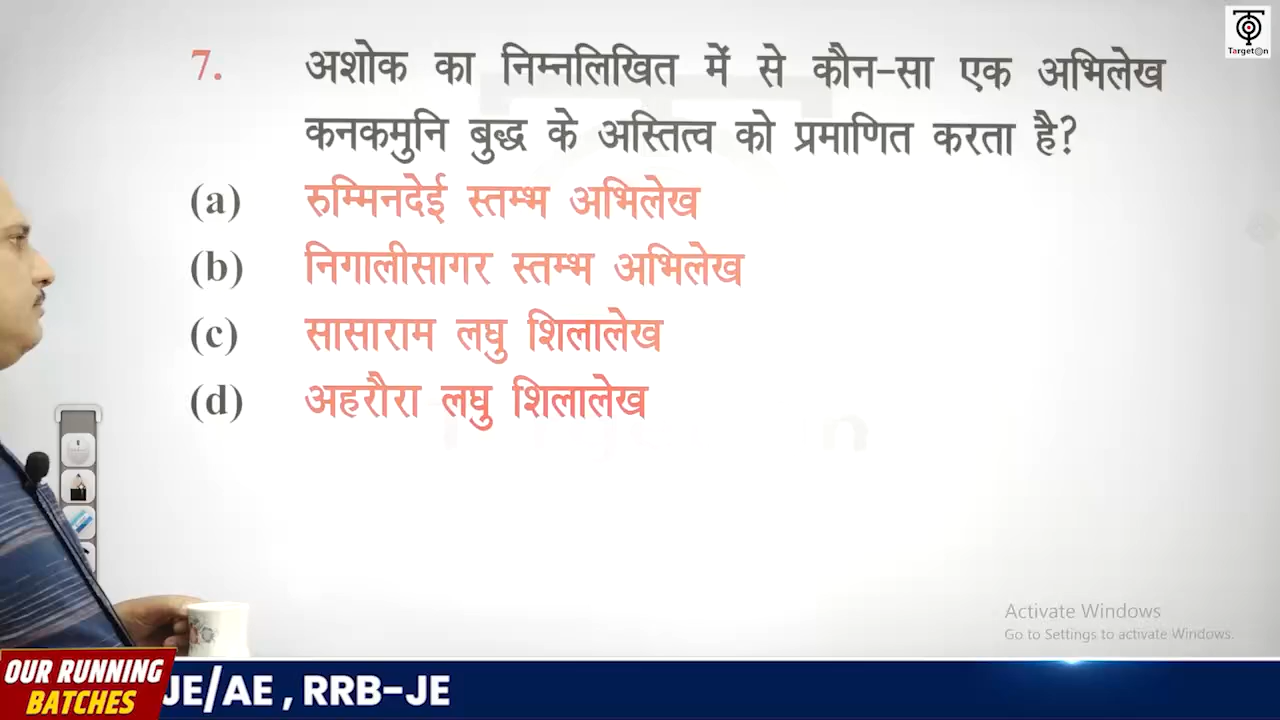 TargetOn
7. अशोक का निम्नलिखित में से कौन-सा एक अभिलेख
कनकमुनि बुद्ध के अस्तित्व को प्रमाणित करता है?
(a) रुम्मिनदेई स्तम्भ अभिलेख
(b) निगालीसागर स्तम्भ अभिलेख
(c) सासाराम लघु शिलालेख
(d) अहरौरा लघु शिलालेख
Activate Windows
Go to Settings to activate Windows.
OUR RUNNING
BATCHES
JE/AE , RRB-JE